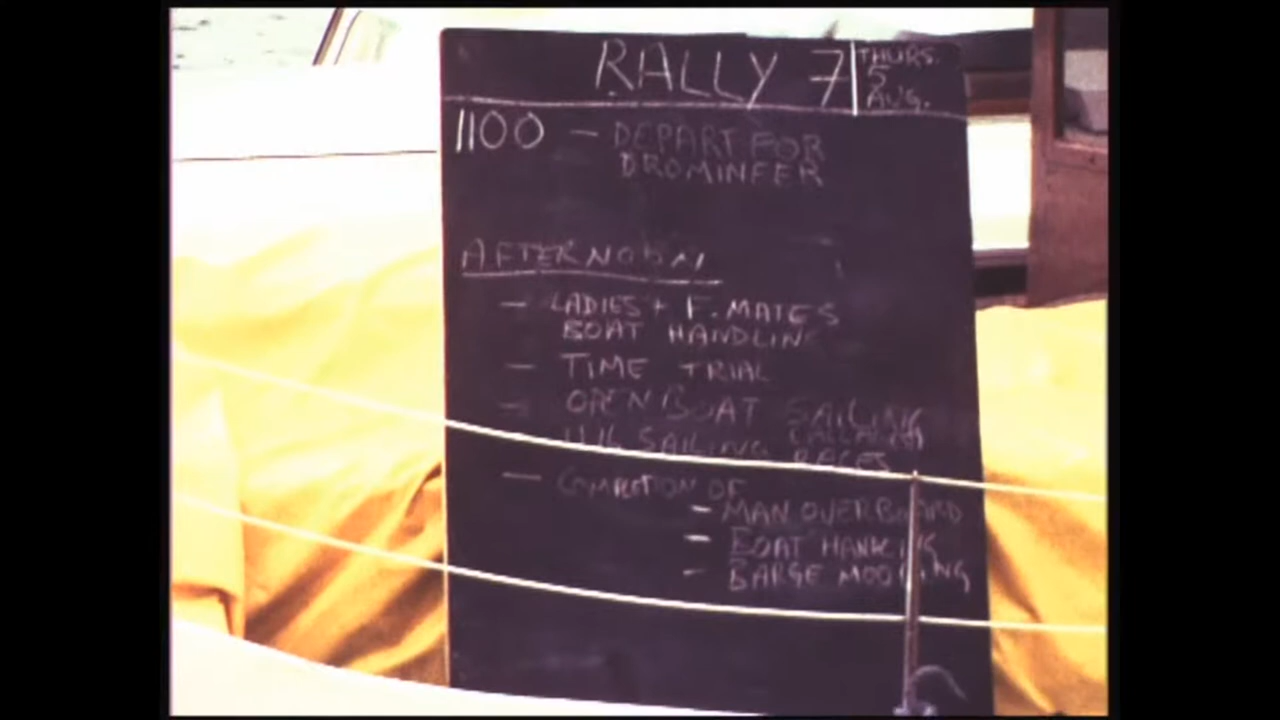 RALLY 7
THURS.
5
AUG.
1100 – DEPART FOR
DROMINEER
AFTERNOON
– LADIES + F. MATES
BOAT HANDLING
– TIME TRIAL
– OPEN BOAT SAILING
SAILING
RACES
– COMPLETION OF
– MAN OVERBOARD
– BOAT HANDLING
– BARGE MOORING